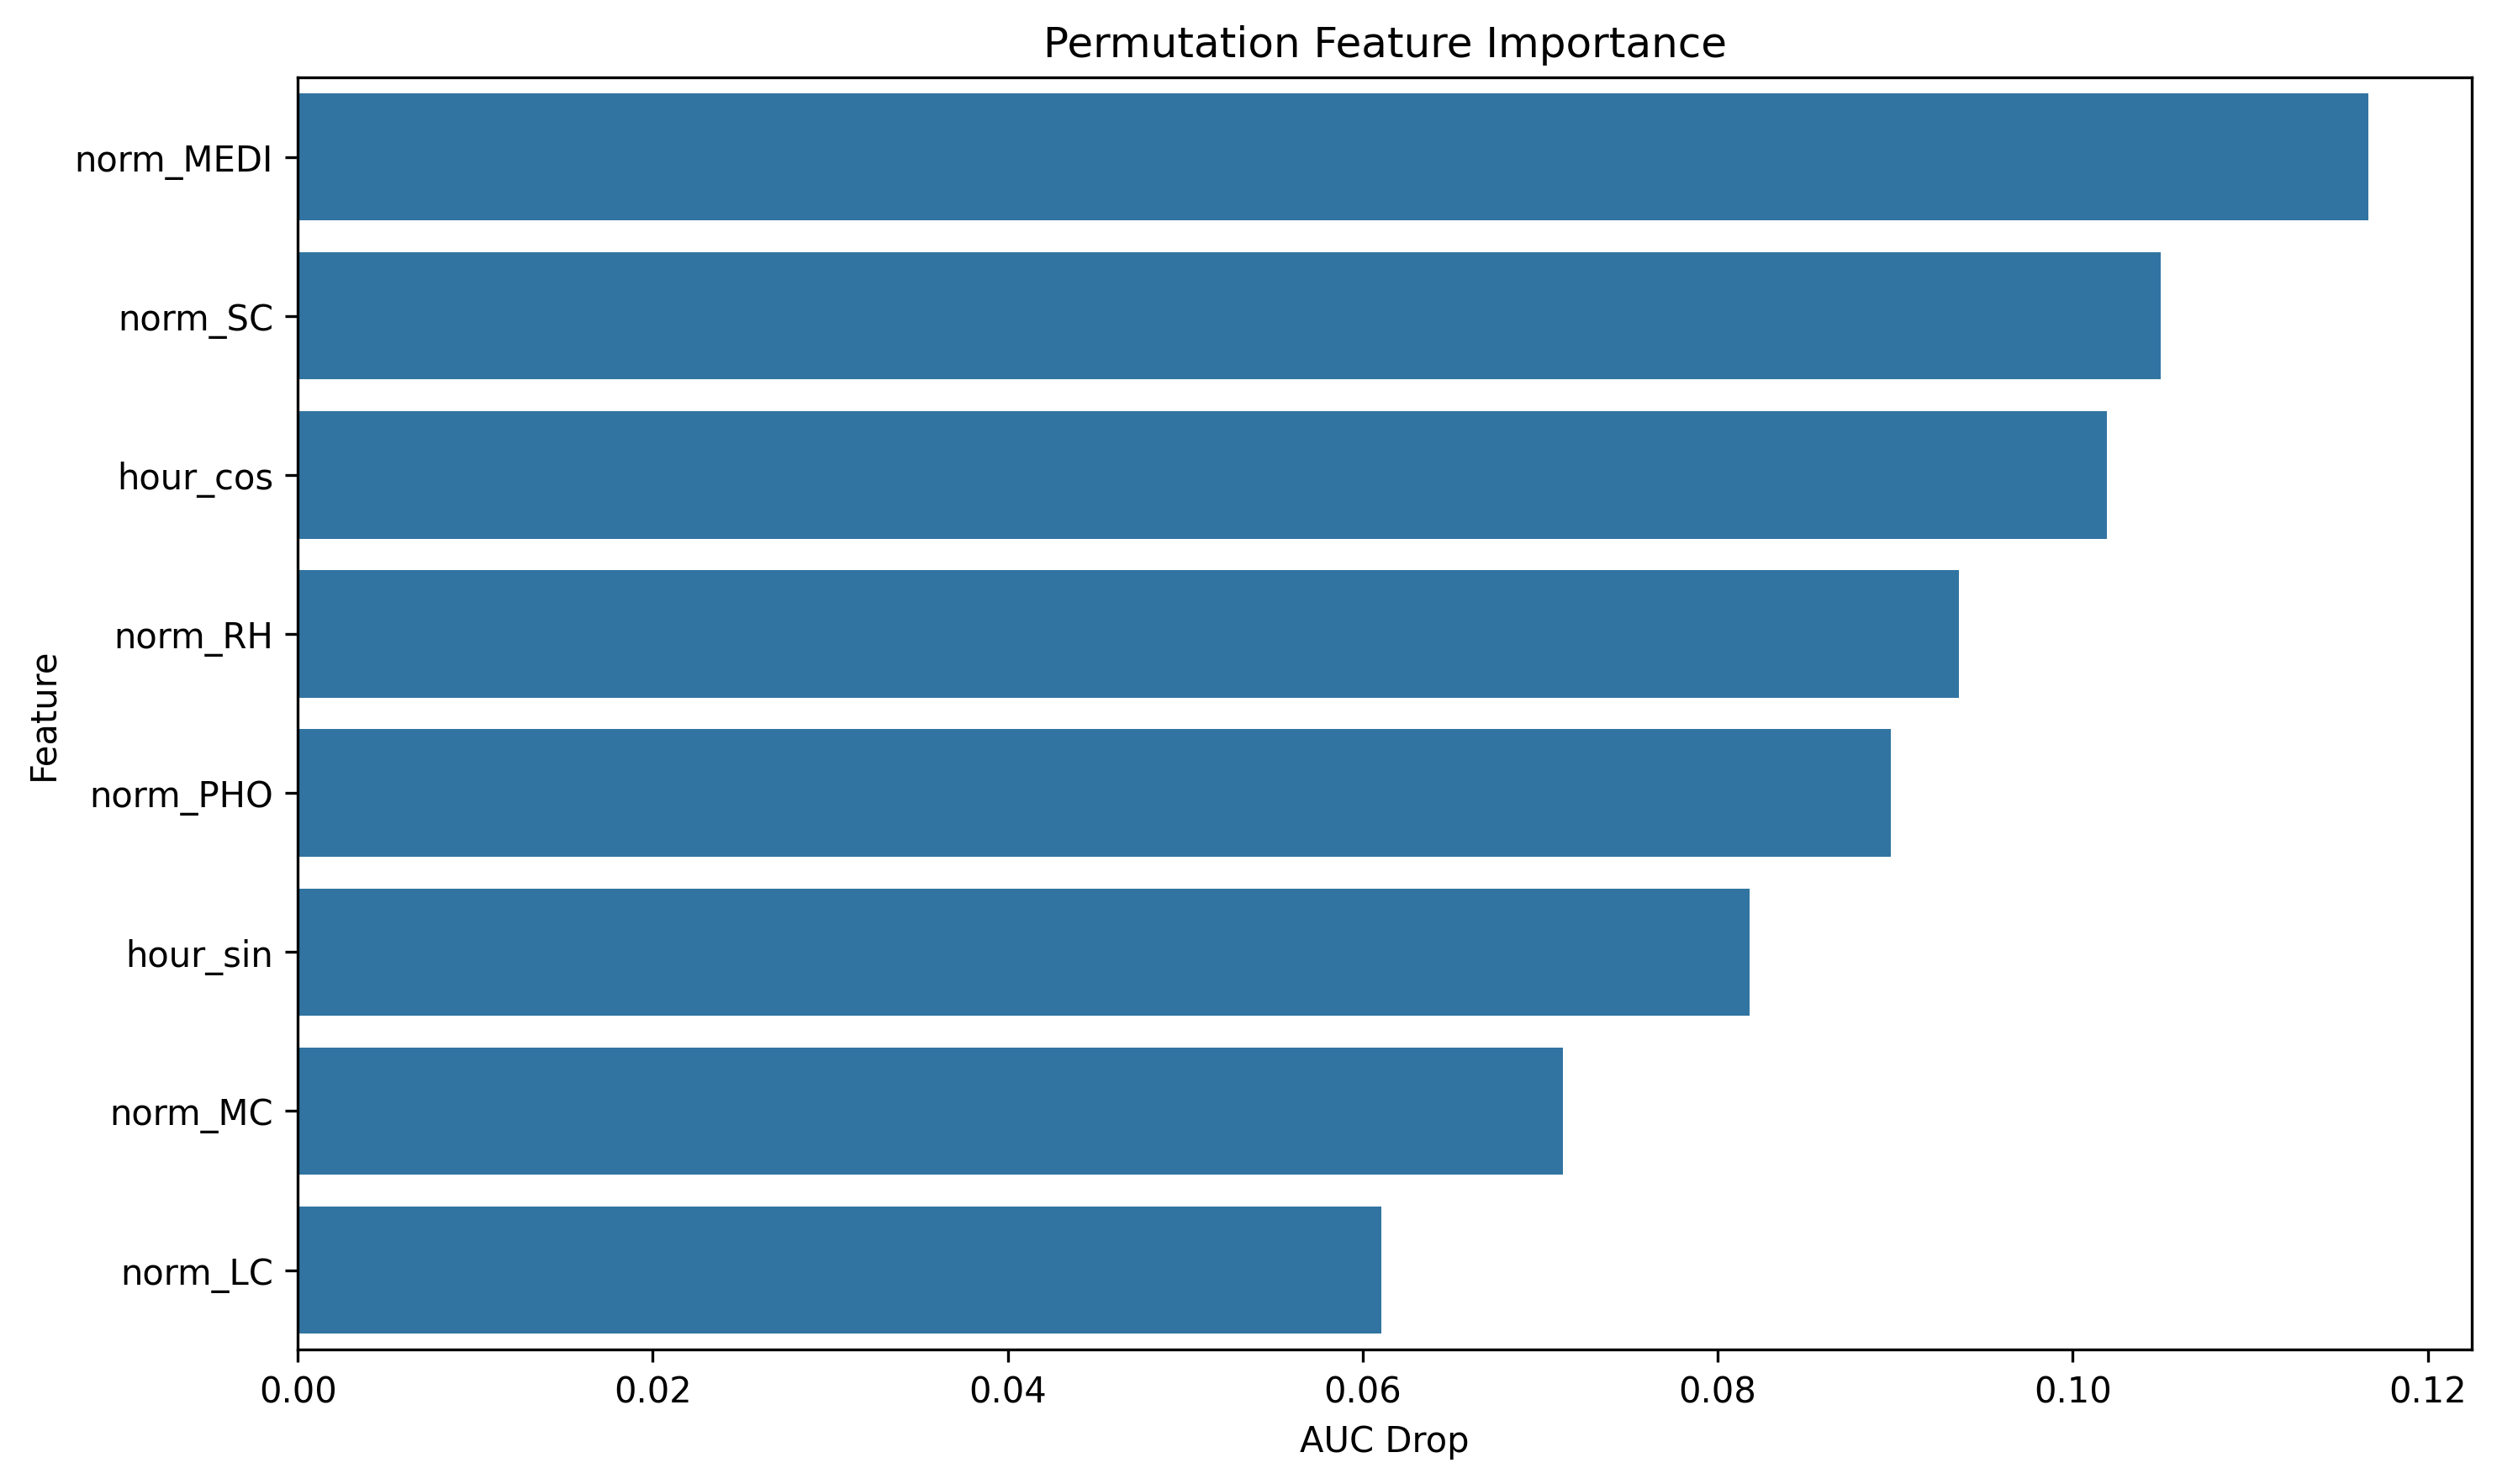 Permutation Feature Importance
norm_MEDI
norm_SC
hour_cos
norm_RH
norm_PHO
hour_sin
norm_MC
norm_LC
Feature
0.00 0.02 0.04 0.06 0.08 0.10 0.12
AUC Drop